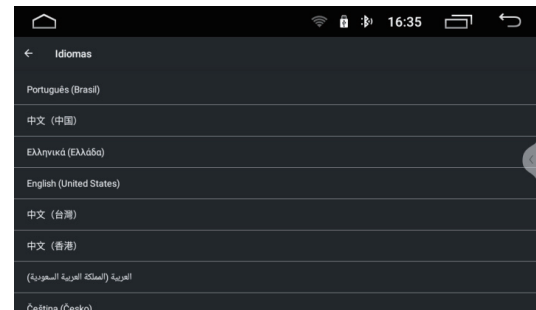 16:35
Idiomas
Português (Brasil)
中文 (中国)
Ελληνικά (Ελλάδα)
English (United States)
中文 (台灣)
中文 (香港)
العربية (المملكة العربية السعودية)
Čeština (Česko)